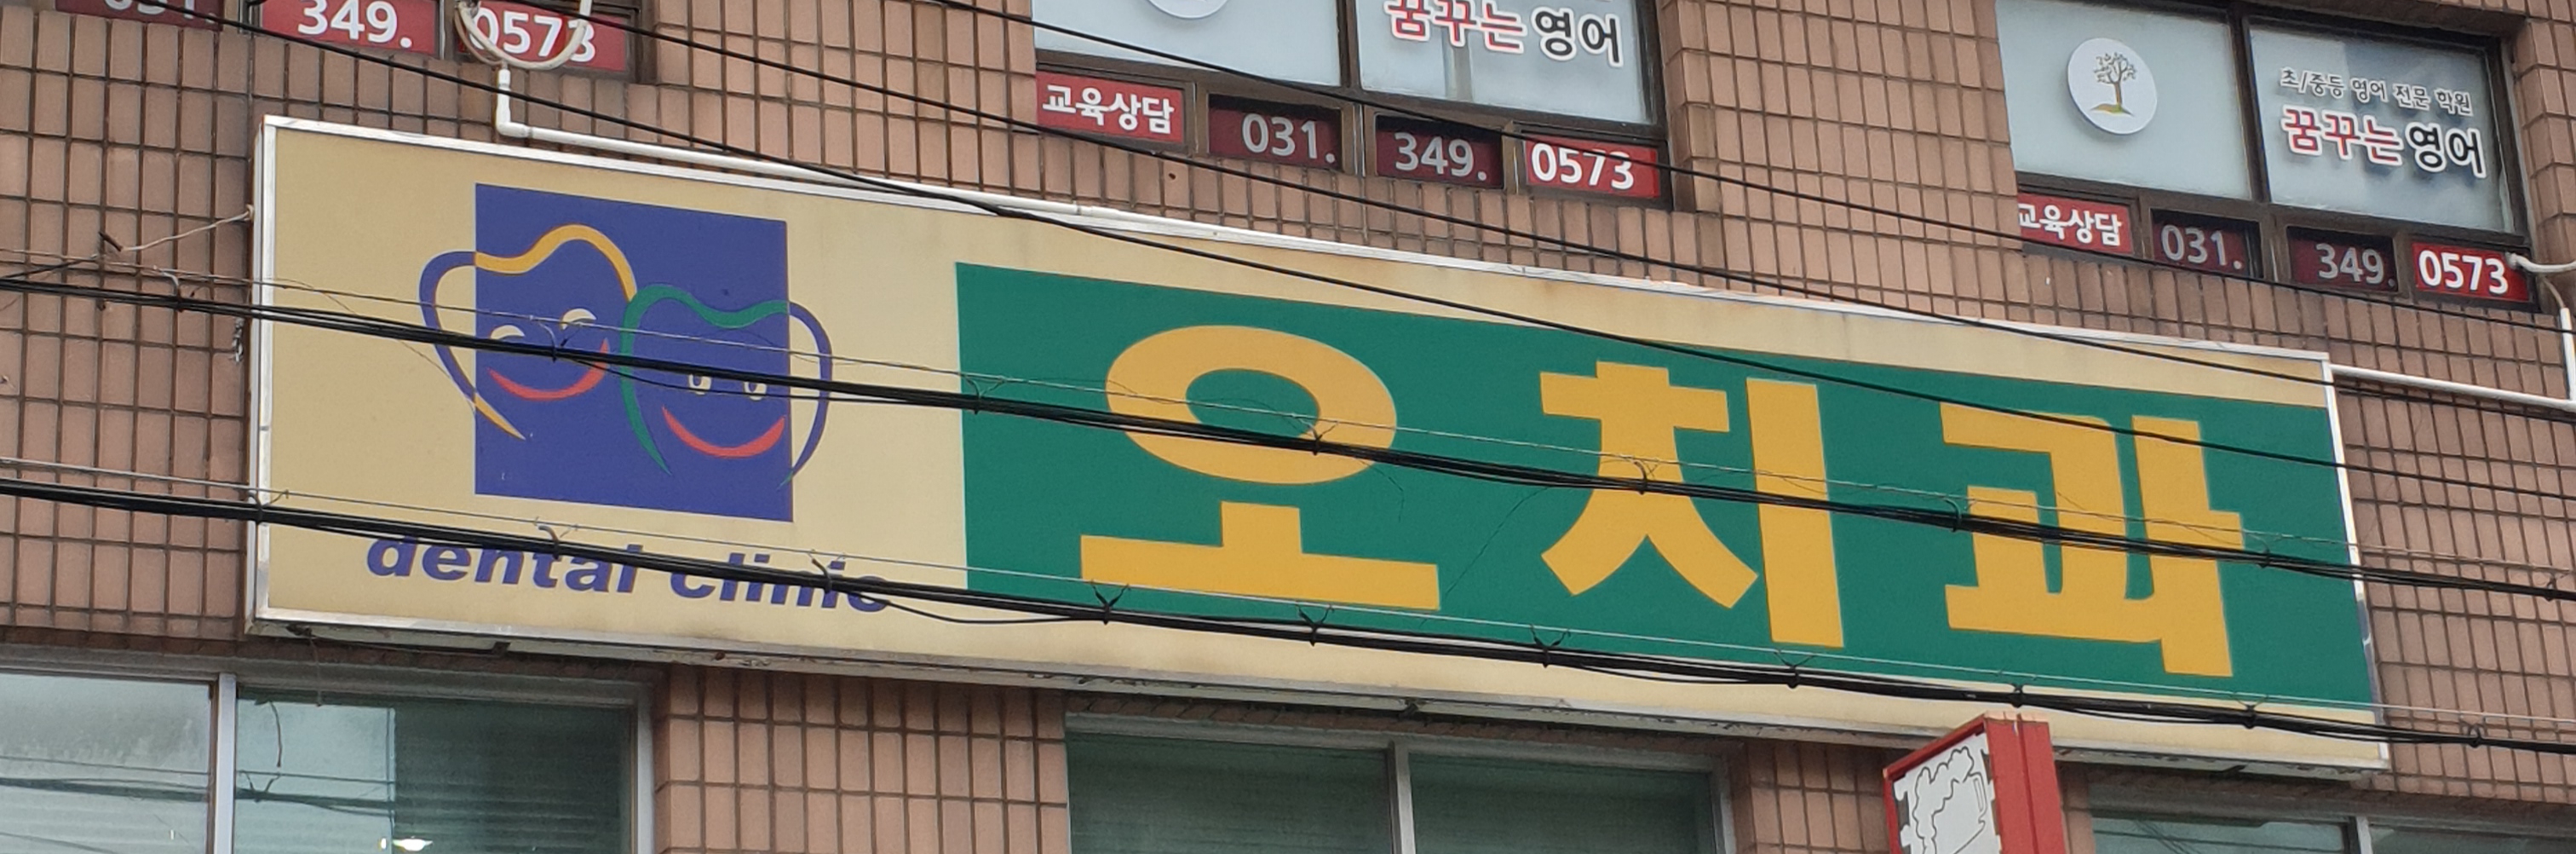 349. 0573
꿈꾸는 영어
교육상담 031. 349. 0573
초/중등 영어 전문 학원
꿈꾸는 영어
교육상담 031. 349. 0573
dental clinic
오치과